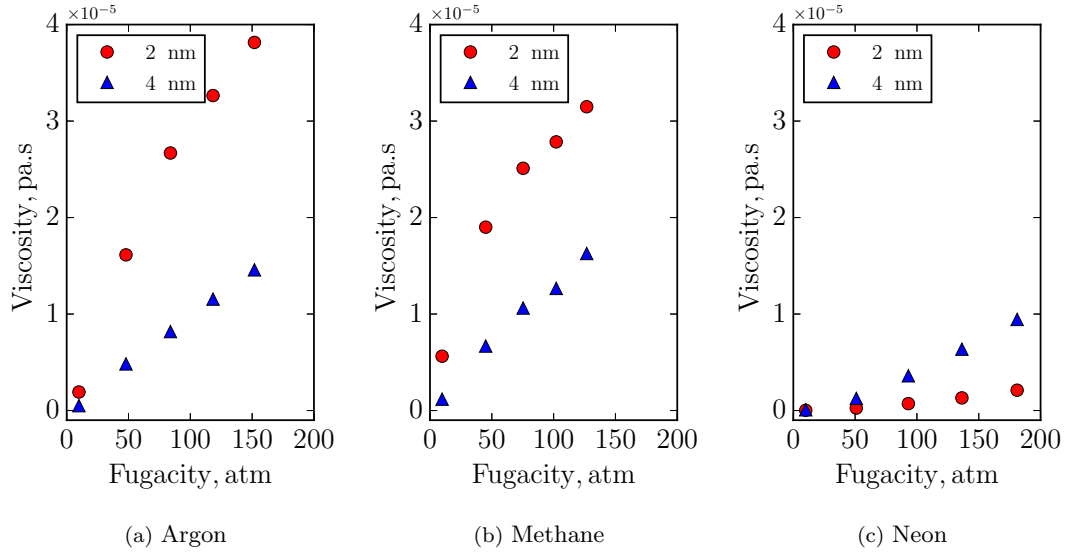 ×10⁻⁵
4
3
2
1
0
2 nm
4 nm
Viscosity, pa.s
0 50 100 150 200
Fugacity, atm
(a) Argon
×10⁻⁵
4
3
2
1
0
2 nm
4 nm
Viscosity, pa.s
0 50 100 150 200
Fugacity, atm
(b) Methane
×10⁻⁵
4
3
2
1
0
2 nm
4 nm
Viscosity, pa.s
0 50 100 150 200
Fugacity, atm
(c) Neon